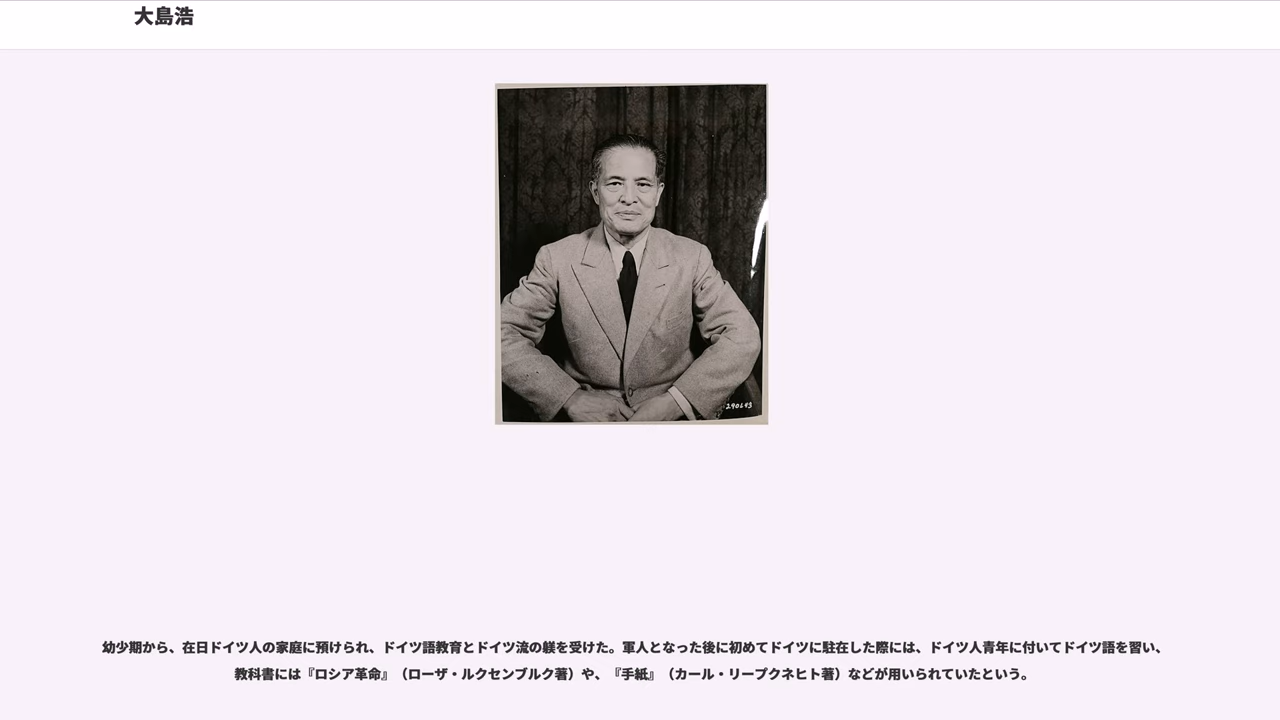 大島浩
290643
幼少期から、在日ドイツ人の家庭に預けられ、ドイツ語教育とドイツ流の躾を受けた。軍人となった後に初めてドイツに駐在した際には、ドイツ人青年に付いてドイツ語を習い、
教科書には『ロシア革命』（ローザ・ルクセンブルク著）や、『手紙』（カール・リープクネヒト著）などが用いられていたという。